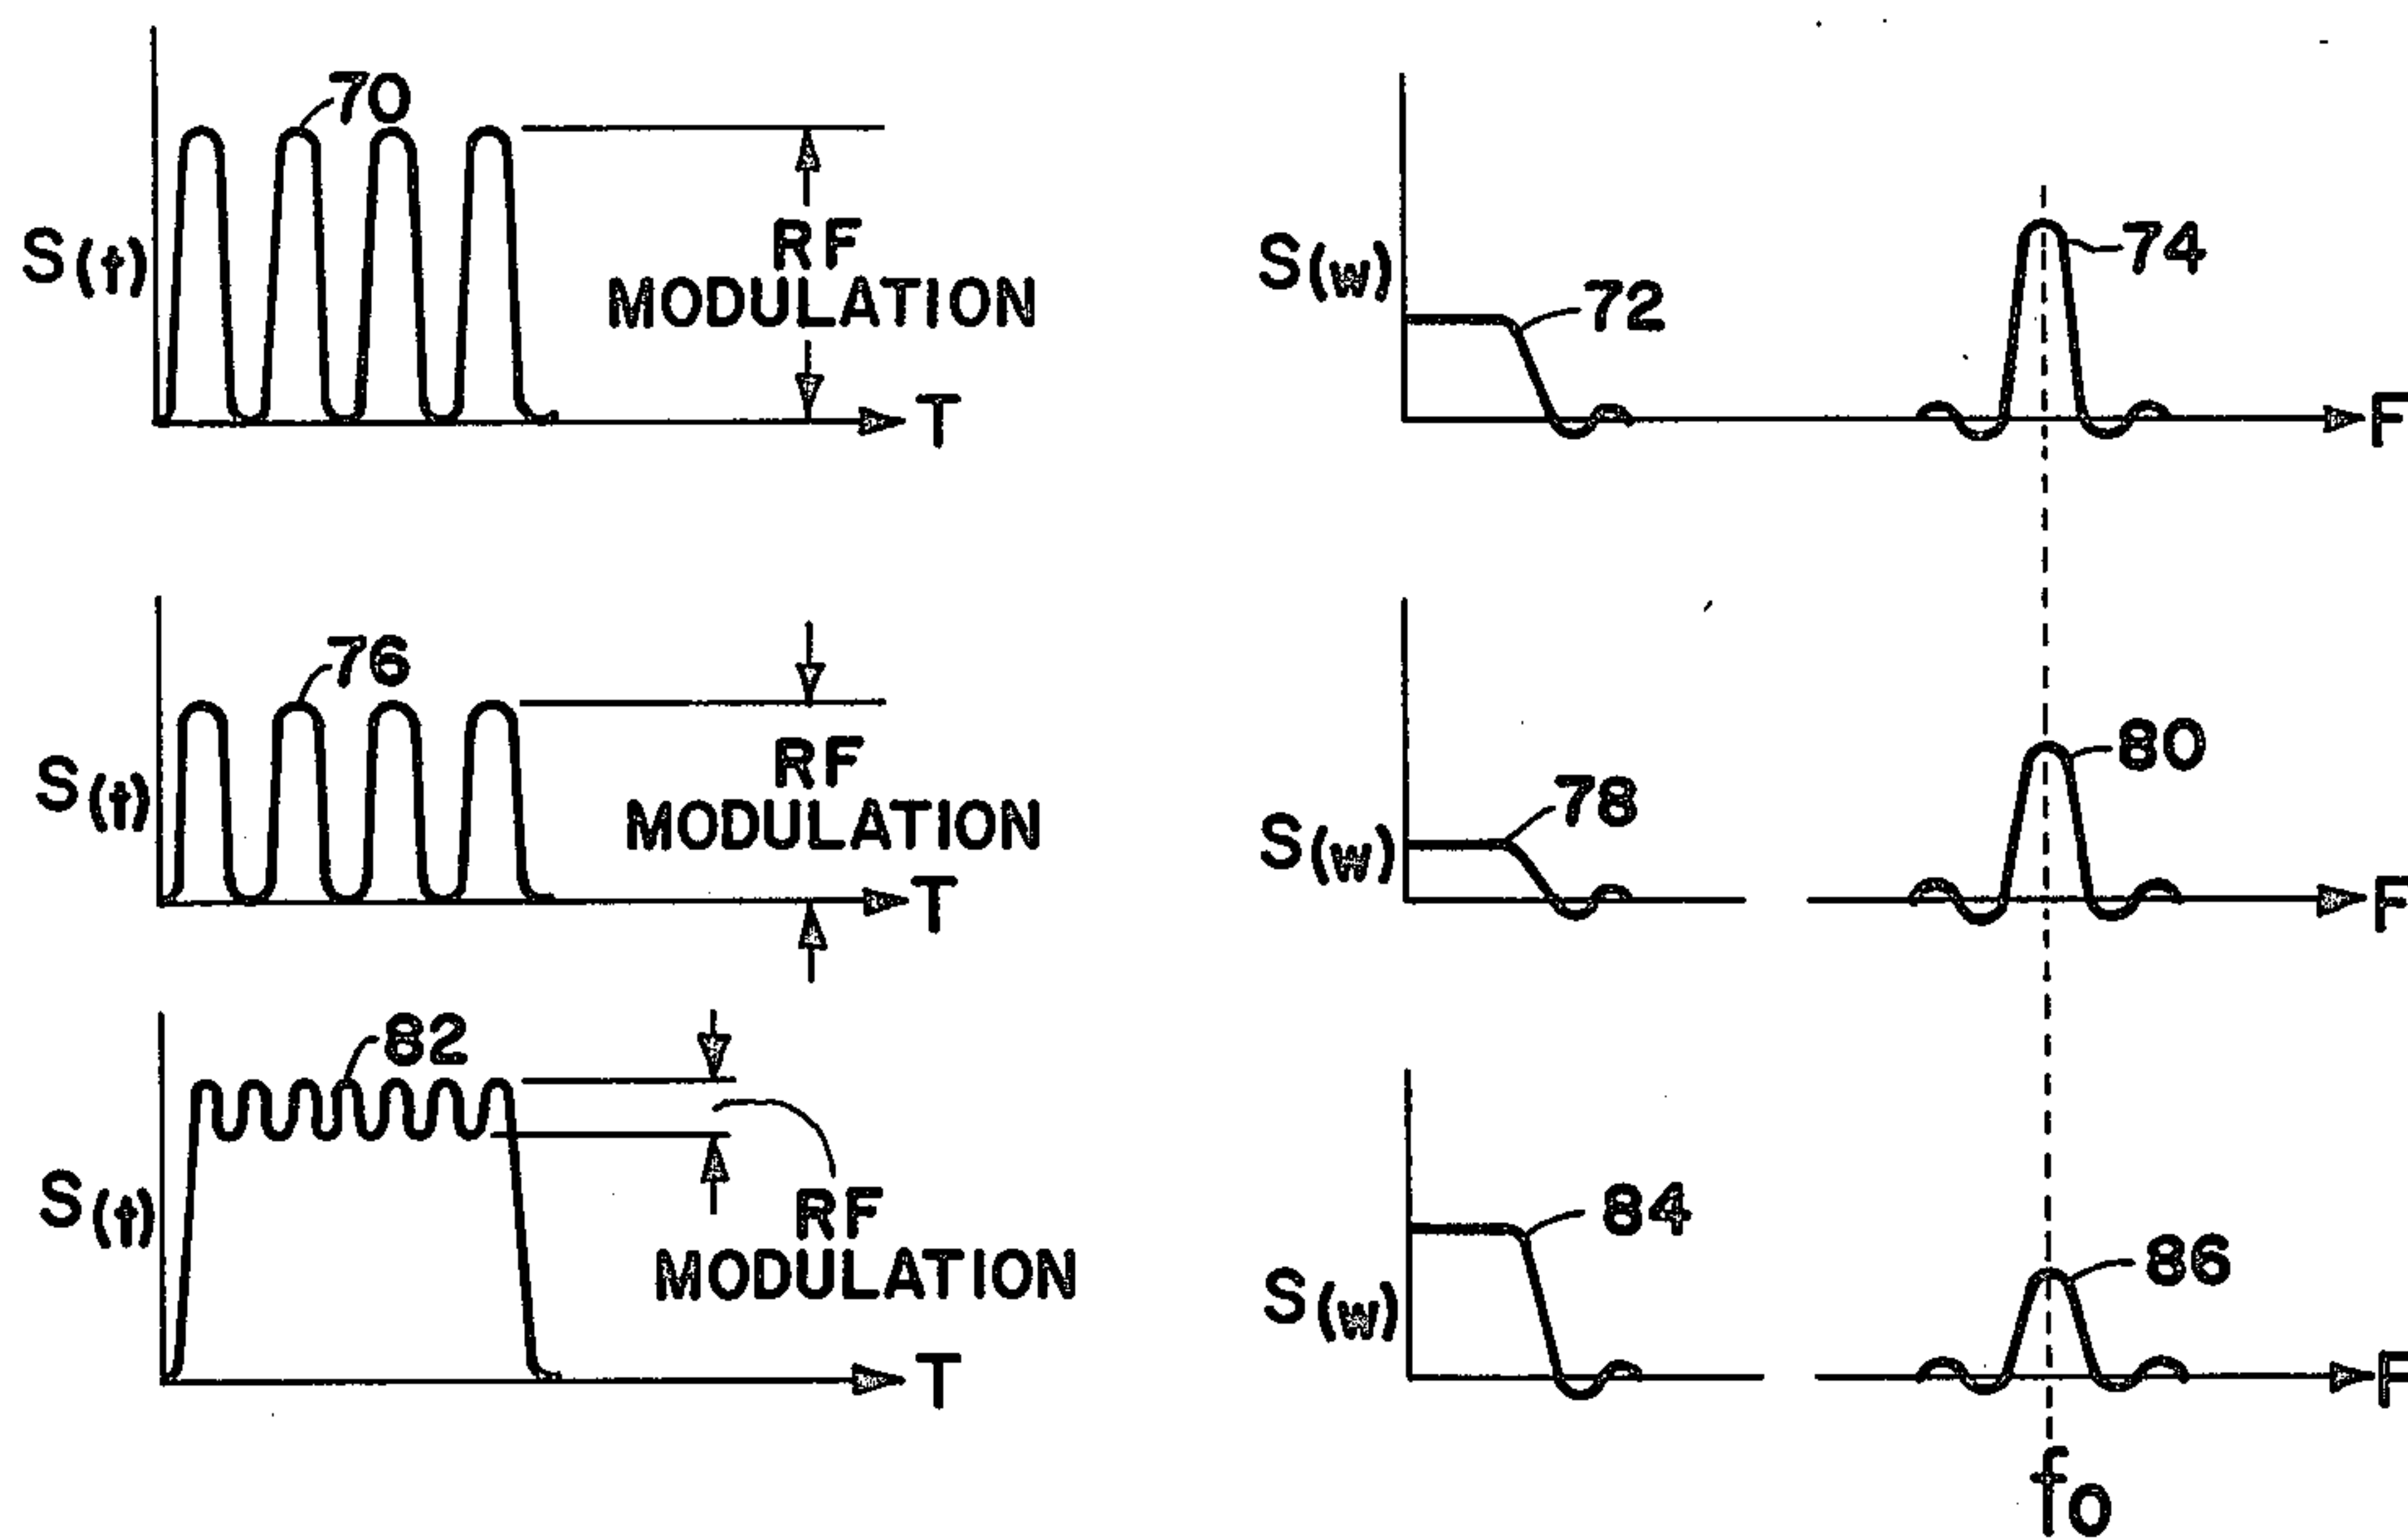 70
S(t)
RF
MODULATION
T
S(w)
72
74
F
76
S(t)
RF
MODULATION
T
S(w)
78
80
F
82
S(t)
RF
MODULATION
T
S(w)
84
86
F
fo